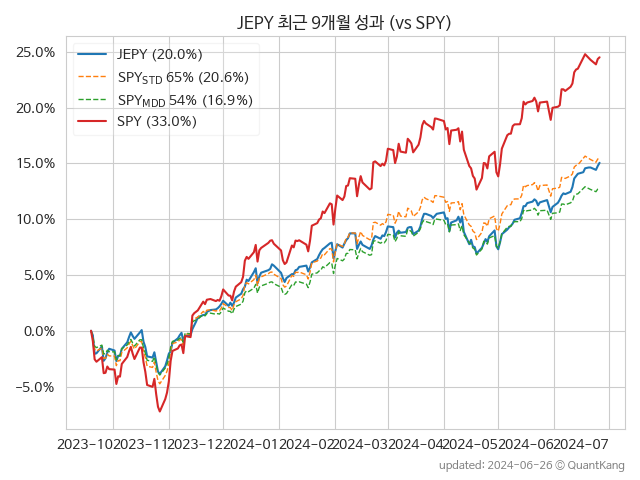 JEPY 최근 9개월 성과 (vs SPY)
25.0%
20.0%
15.0%
10.0%
5.0%
0.0%
−5.0%
JEPY (20.0%)
SPYSTD 65% (20.6%)
SPYMDD 54% (16.9%)
SPY (33.0%)
2023-10 2023-11 2023-12 2024-01 2024-02 2024-03 2024-04 2024-05 2024-06 2024-07
updated: 2024-06-26 © QuantKang